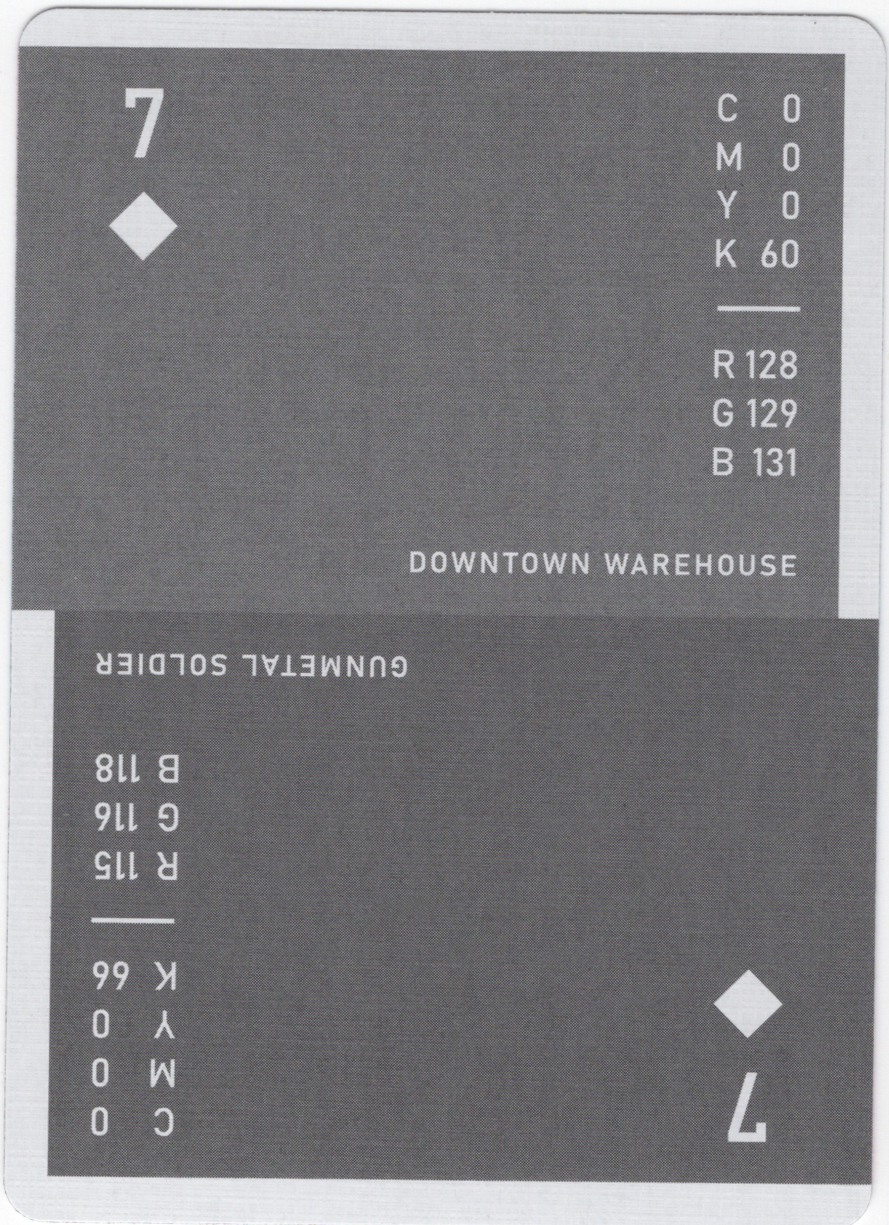 7
C 0
M 0
Y 0
K 60
R 128
G 129
B 131
DOWNTOWN WAREHOUSE
7
C 0
M 0
Y 0
K 66
R 115
G 116
B 118
GUNMETAL SOLDIER